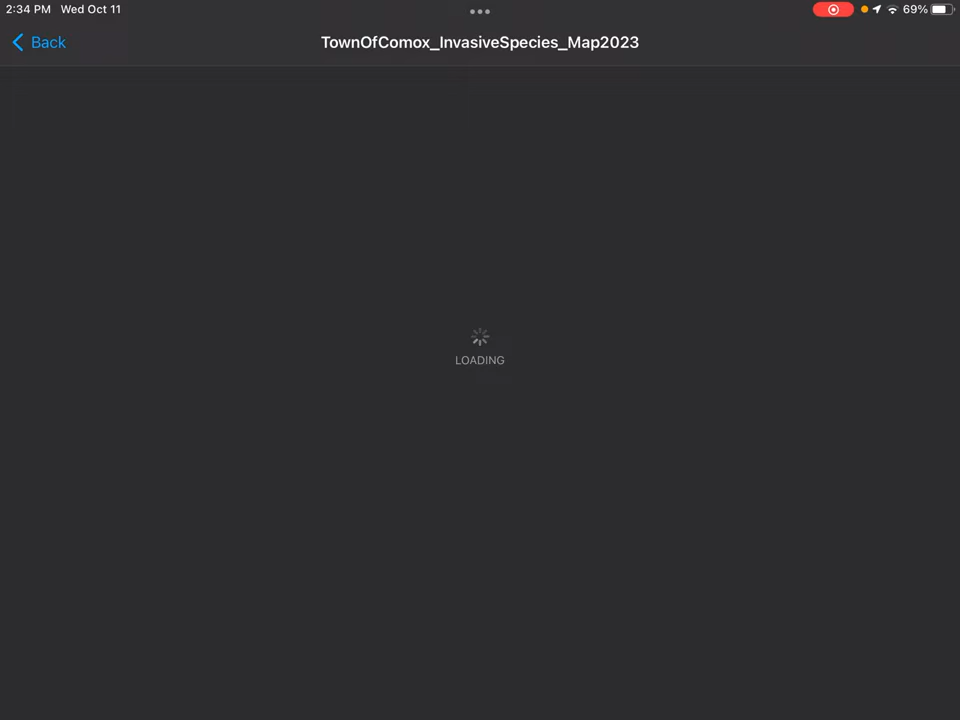 2:34 PM Wed Oct 11
69%
Back
TownOfComox_InvasiveSpecies_Map2023
LOADING